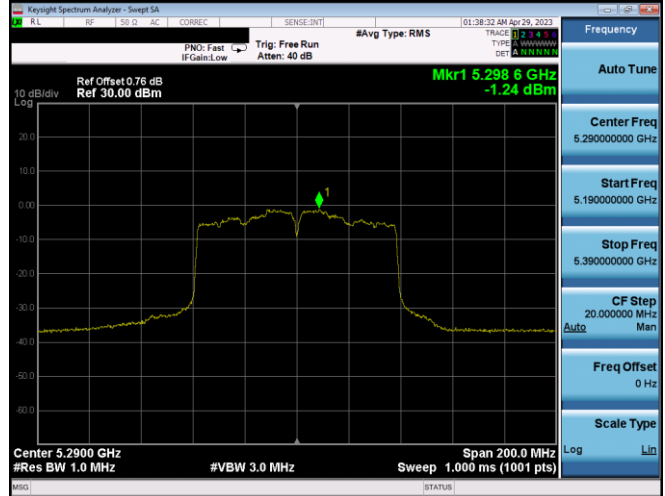 Keysight Spectrum Analyzer - Swept SA
RL RF 50 Ω AC CORREC SENSE:INT 01:38:32 AM Apr 29, 2023
#Avg Type: RMS
TRACE 1 2 3 4 5 6
TYPE A WWWWW
DET A N N N N N
PNO: Fast
IFGain:Low
Trig: Free Run
Atten: 40 dB
Mkr1 5.298 6 GHz
-1.24 dBm
Ref Offset 0.76 dB
10 dB/div Ref 30.00 dBm
Log
20.0
10.0
0.00
-10.0
-20.0
-30.0
-40.0
-50.0
-60.0
1
Center 5.2900 GHz
Span 200.0 MHz
#Res BW 1.0 MHz
#VBW 3.0 MHz
Sweep 1.000 ms (1001 pts)
MSG
STATUS
Frequency
Auto Tune
Center Freq
5.290000000 GHz
Start Freq
5.190000000 GHz
Stop Freq
5.390000000 GHz
CF Step
20.000000 MHz
Auto Man
Freq Offset
0 Hz
Scale Type
Log Lin